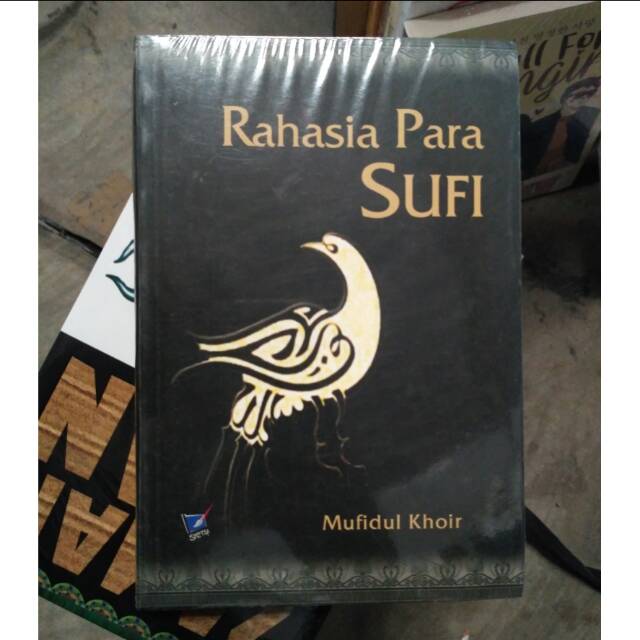 Rahasia Para
SUFI
Mufidul Khoir